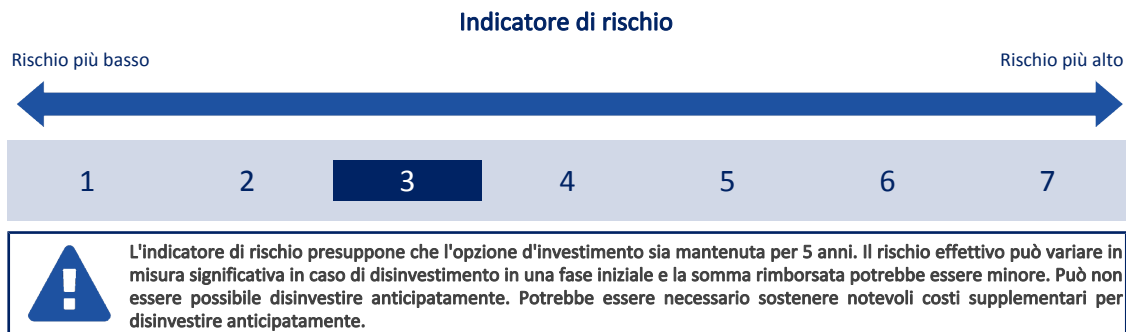 Indicatore di rischio
Rischio più basso
Rischio più alto
1 2 3 4 5 6 7
L'indicatore di rischio presuppone che l'opzione d'investimento sia mantenuta per 5 anni. Il rischio effettivo può variare in
misura significativa in caso di disinvestimento in una fase iniziale e la somma rimborsata potrebbe essere minore. Può non
essere possibile disinvestire anticipatamente. Potrebbe essere necessario sostenere notevoli costi supplementari per
disinvestire anticipatamente.